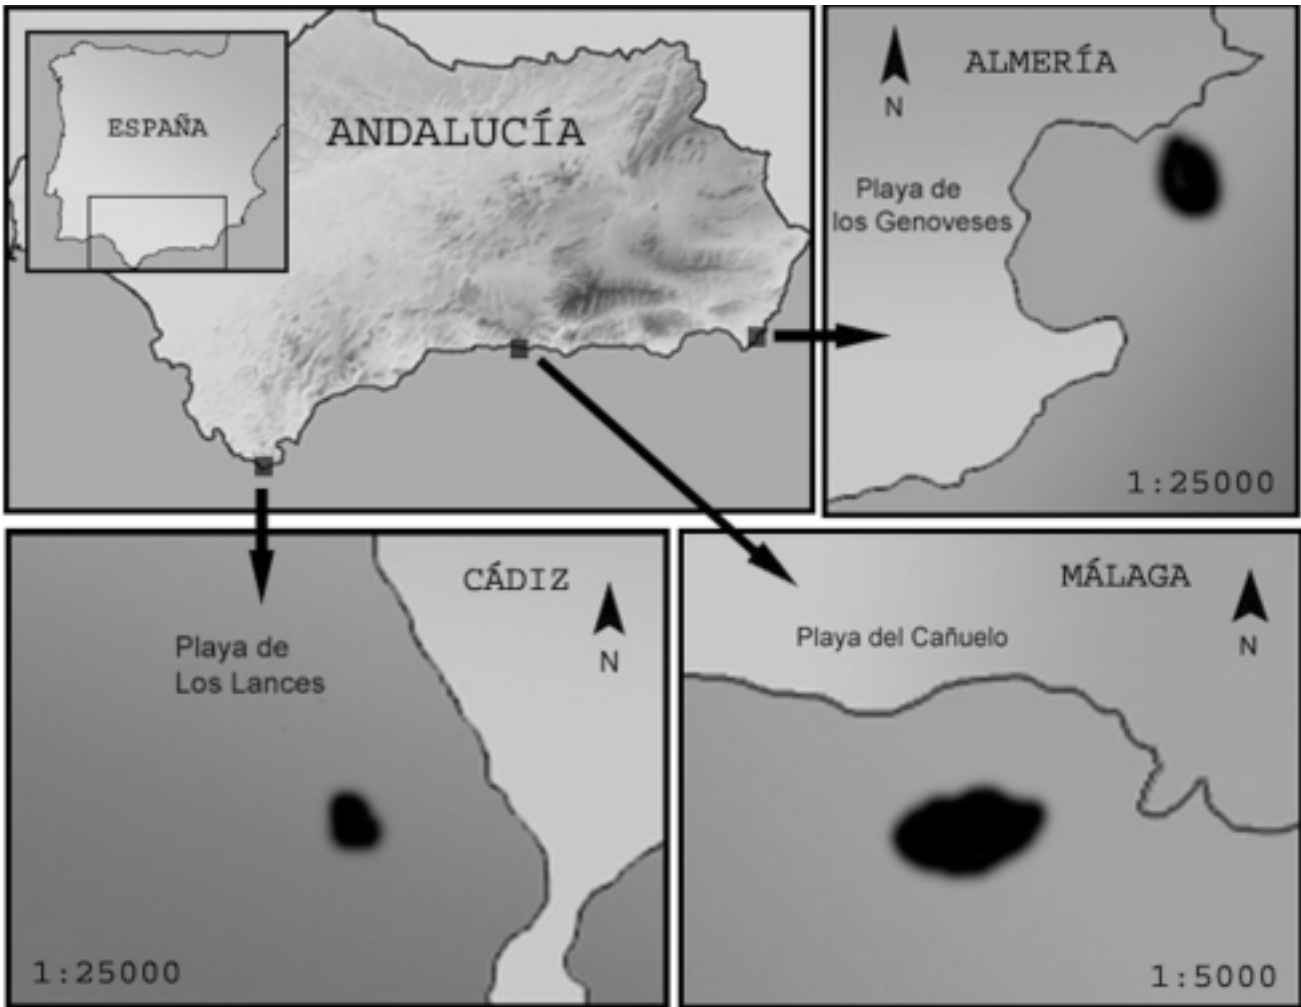 ESPAÑA
ANDALUCÍA
N
ALMERÍA
Playa de
los Genoveses
1:25000
CÁDIZ
N
Playa de
Los Lances
1:25000
MÁLAGA
N
Playa del Cañuelo
1:5000